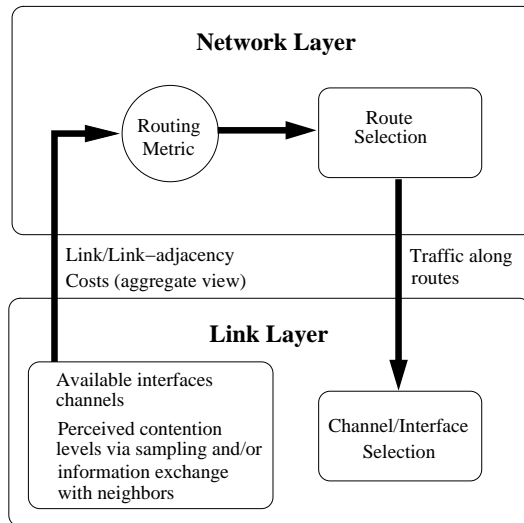 Network Layer
Routing
Metric
Route
Selection
Link/Link−adjacency
Costs (aggregate view)
Traffic along
routes
Link Layer
Available interfaces
channels
Perceived contention
levels via sampling and/or
information exchange
with neighbors
Channel/Interface
Selection